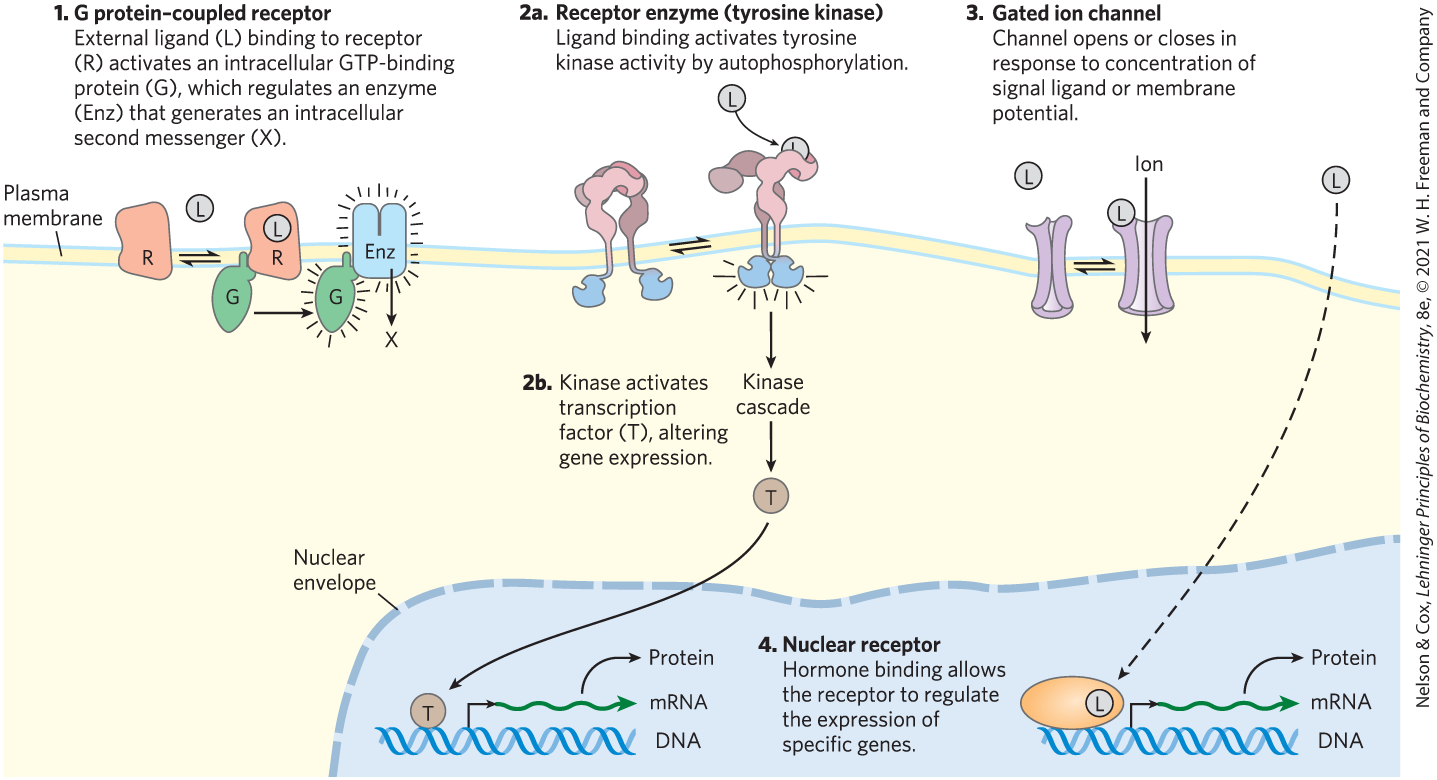 1. G protein–coupled receptor
External ligand (L) binding to receptor
(R) activates an intracellular GTP-binding
protein (G), which regulates an enzyme
(Enz) that generates an intracellular
second messenger (X).
2a. Receptor enzyme (tyrosine kinase)
Ligand binding activates tyrosine
kinase activity by autophosphorylation.
3. Gated ion channel
Channel opens or closes in
response to concentration of
signal ligand or membrane
potential.
Plasma
membrane
R
L
L
R
G
G
Enz
X
L
L
L
L
Ion
L
2b. Kinase activates
transcription
factor (T), altering
gene expression.
Kinase
cascade
T
Nuclear
envelope
T
Protein
mRNA
DNA
4. Nuclear receptor
Hormone binding allows
the receptor to regulate
the expression of
specific genes.
L
Protein
mRNA
DNA
Nelson & Cox, Lehninger Principles of Biochemistry, 8e, © 2021 W. H. Freeman and Company